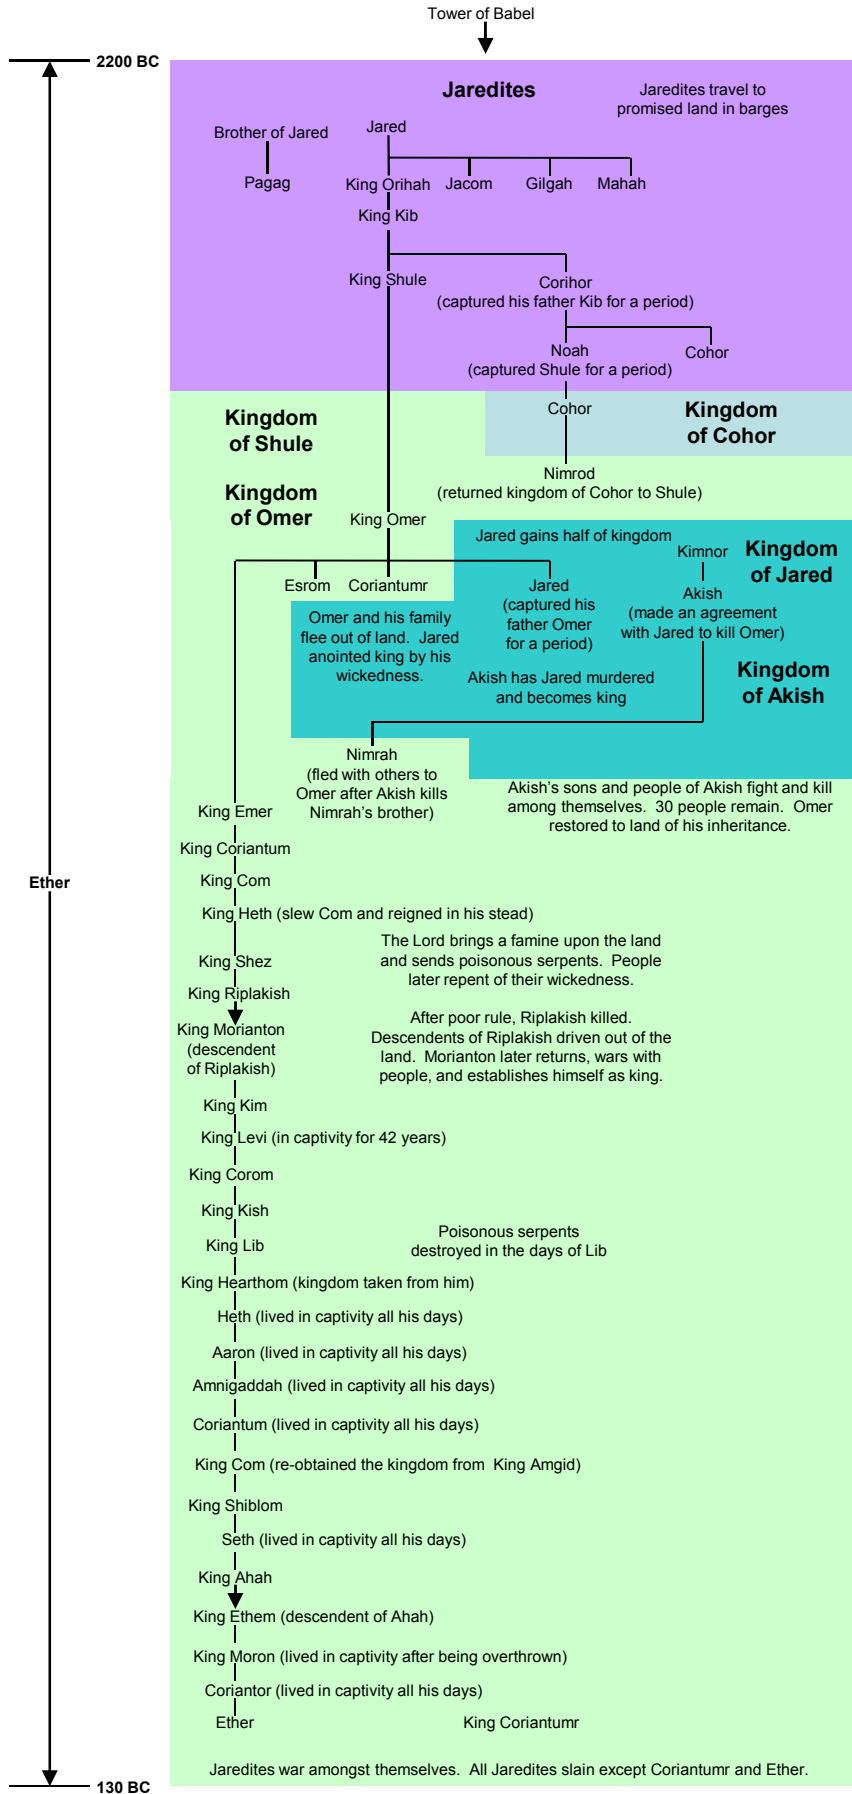 Tower of Babel
2200 BC
Jaredites
Jaredites travel to
promised land in barges
Brother of Jared
Jared
Pagag
King Orihah
Jacom
Gilgah
Mahah
King Kib
King Shule
Corihor
(captured his father Kib for a period)
Noah
(captured Shule for a period)
Cohor
Kingdom
of Shule
Cohor
Kingdom
of Cohor
Nimrod
(returned kingdom of Cohor to Shule)
Kingdom
of Omer
King Omer
Jared gains half of kingdom
Kimnor
Kingdom
of Jared
Esrom
Coriantumr
Jared
(captured his
father Omer
for a period)
Akish
(made an agreement
with Jared to kill Omer)
Omer and his family
flee out of land.  Jared
anointed king by his
wickedness.
Akish has Jared murdered
and becomes king
Kingdom
of Akish
Nimrah
(fled with others to
Omer after Akish kills
Nimrah's brother)
Akish's sons and people of Akish fight and kill
among themselves.  30 people remain.  Omer
restored to land of his inheritance.
King Emer
King Coriantum
King Com
Ether
King Heth (slew Com and reigned in his stead)
The Lord brings a famine upon the land
and sends poisonous serpents.  People
later repent of their wickedness.
King Shez
King Riplakish
After poor rule, Riplakish killed.
Descendents of Riplakish driven out of the
land.  Morianton later returns, wars with
people, and establishes himself as king.
King Morianton
(descendent
of Riplakish)
King Kim
King Levi (in captivity for 42 years)
King Corom
King Kish
King Lib
Poisonous serpents
destroyed in the days of Lib
King Hearthom (kingdom taken from him)
Heth (lived in captivity all his days)
Aaron (lived in captivity all his days)
Amnigaddah (lived in captivity all his days)
Coriantum (lived in captivity all his days)
King Com (re-obtained the kingdom from  King Amgid)
King Shiblom
Seth (lived in captivity all his days)
King Ahah
King Ethem (descendent of Ahah)
King Moron (lived in captivity after being overthrown)
Coriantor (lived in captivity all his days)
Ether
King Coriantumr
Jaredites war amongst themselves.  All Jaredites slain except Coriantumr and Ether.
130 BC